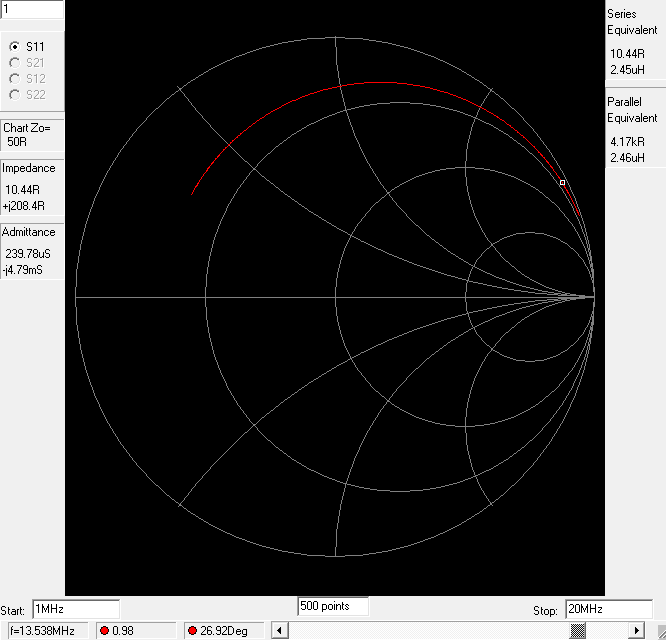 1
S11
S21
S12
S22
Chart Zo=
50R
Impedance
10.44R
+j208.4R
Admittance
239.78uS
-j4.79mS
Series
Equivalent
10.44R
2.45uH
Parallel
Equivalent
4.17kR
2.46uH
Start: 1MHz
500 points
Stop: 20MHz
f=13.538MHz 0.98 26.92Deg